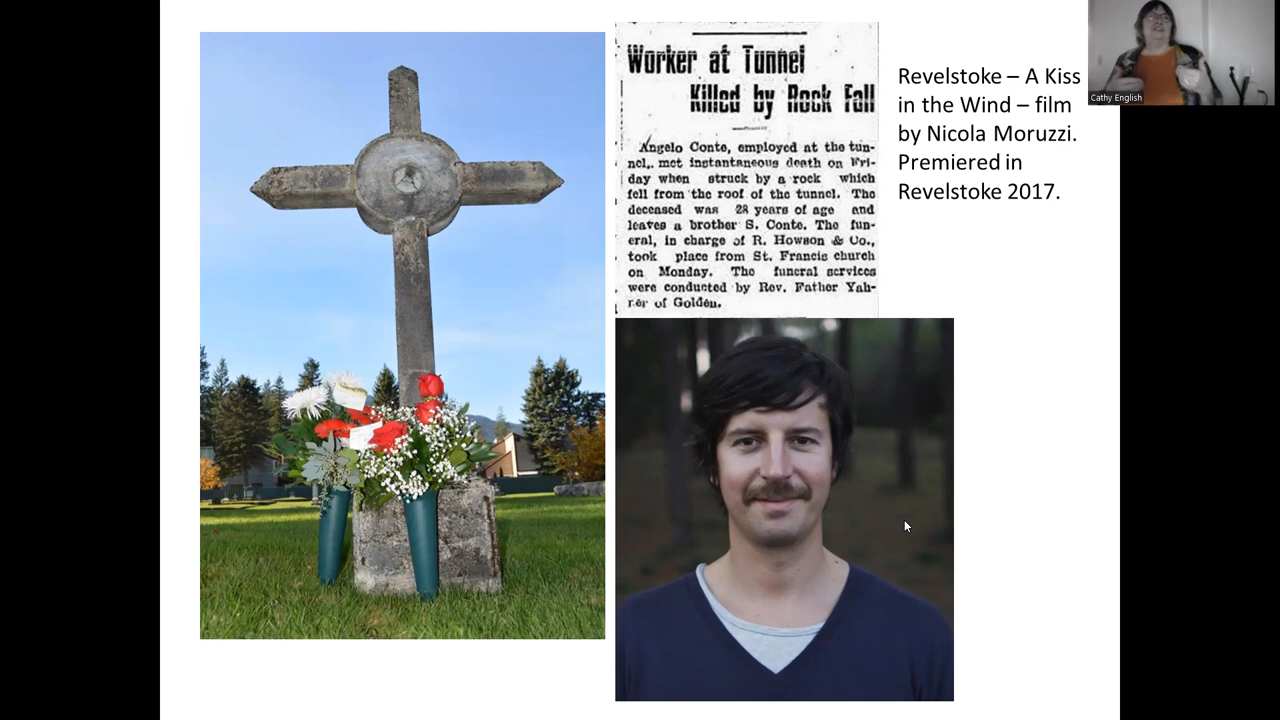 Worker at Tunnel
Killed by Rock Fall
Angelo Conte, employed at the tun-
nel, met instantaneous death on Fri-
day when struck by a rock which
fell from the roof of the tunnel. The
deceased was 28 years of age and
leaves a brother S. Conte. The fun-
eral, in charge of R. Howson & Co.,
took place from St. Francis church
on Monday. The funeral services
were conducted by Rev. Father Yah-
ner of Golden.
Revelstoke – A Kiss
in the Wind – film
by Nicola Moruzzi.
Premiered in
Revelstoke 2017.
Cathy English